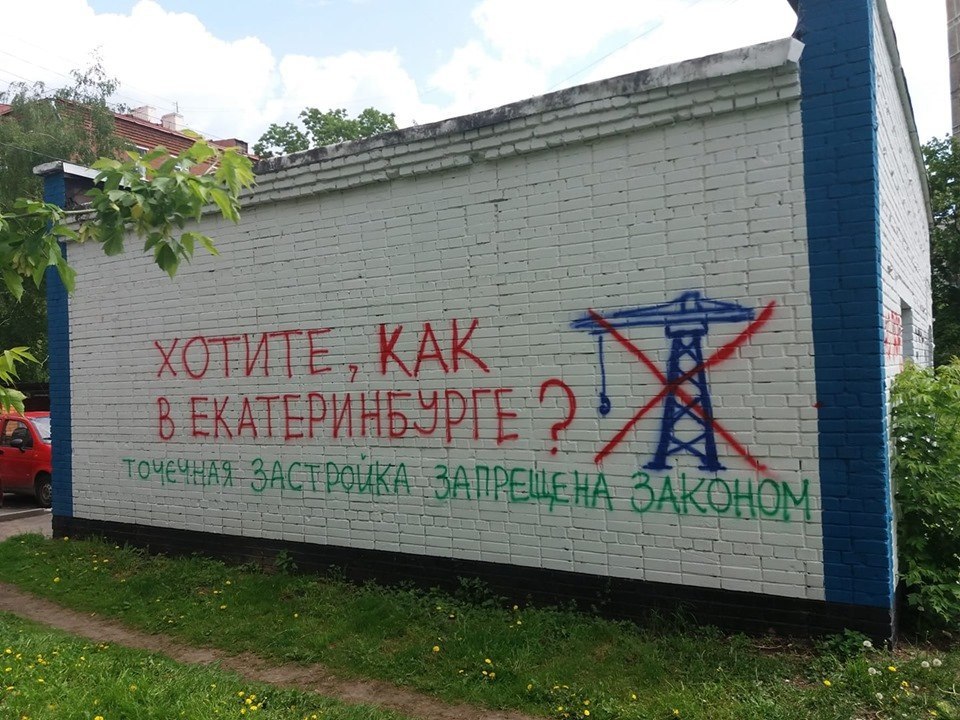 ХОТИТЕ, КАК
В ЕКАТЕРИНБУРГЕ?
ТОЧЕЧНАЯ ЗАСТРОЙКА ЗАПРЕЩЕНА ЗАКОНОМ